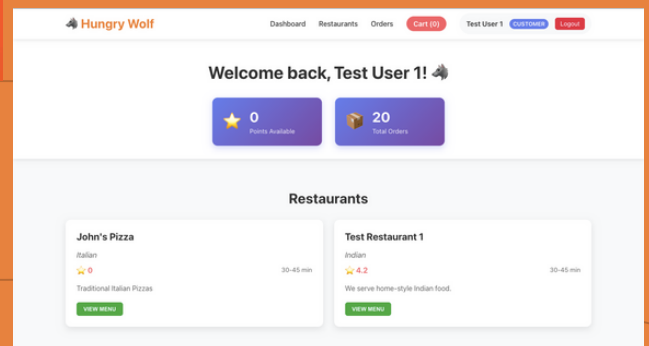 Hungry Wolf
Dashboard Restaurants Orders Cart (0) Test User 1 CUSTOMER Logout
Welcome back, Test User 1!
0
Points Available
20
Total Orders
Restaurants
John's Pizza
Italian
0 30-45 min
Traditional Italian Pizzas
VIEW MENU
Test Restaurant 1
Indian
4.2 30-45 min
We serve home-style Indian food.
VIEW MENU